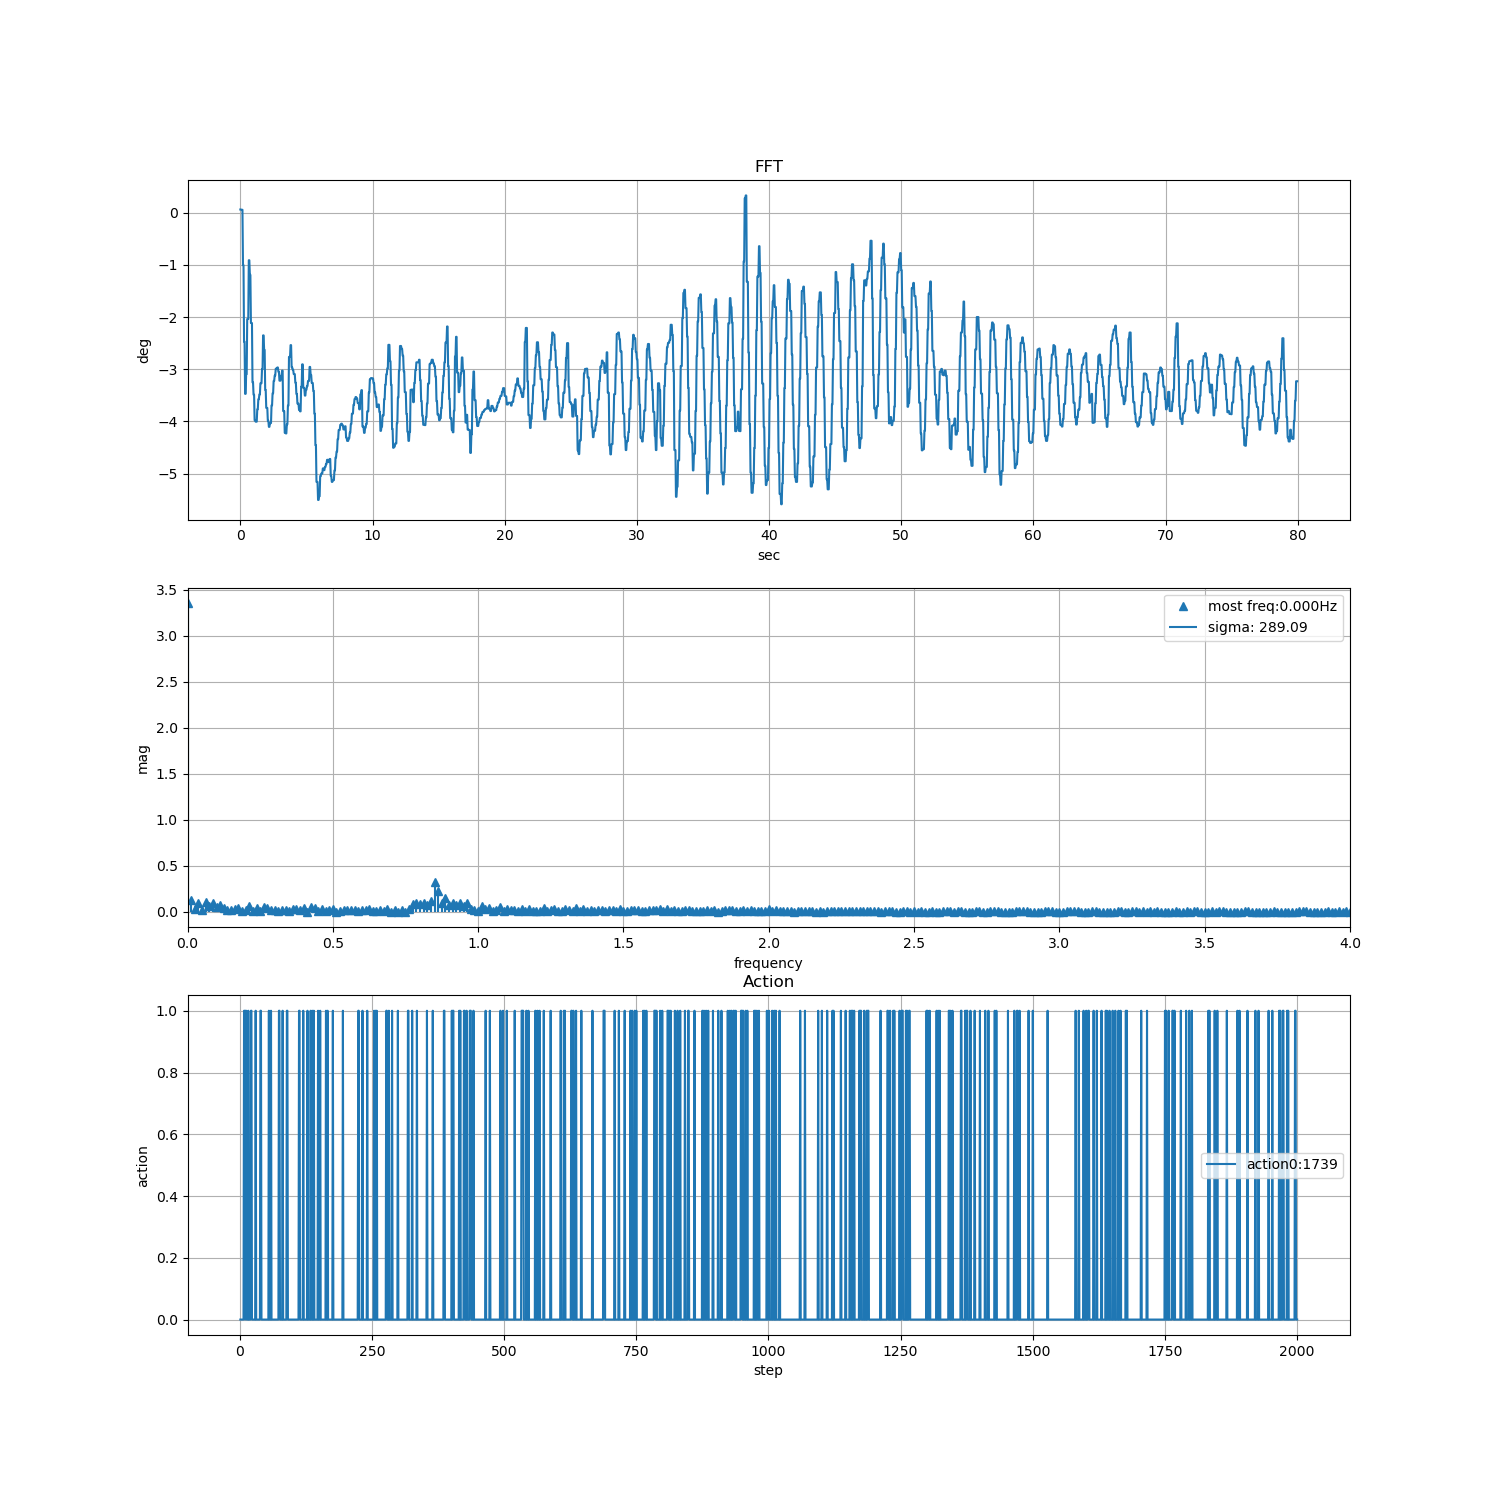 FFT
0
−1
−2
−3
−4
−5
deg
0 10 20 30 40 50 60 70 80
sec
3.5
3.0
2.5
2.0
1.5
1.0
0.5
0.0
mag
most freq:0.000Hz
sigma: 289.09
0.0 0.5 1.0 1.5 2.0 2.5 3.0 3.5 4.0
frequency
Action
1.0
0.8
0.6
0.4
0.2
0.0
action
action0:1739
0 250 500 750 1000 1250 1500 1750 2000
step